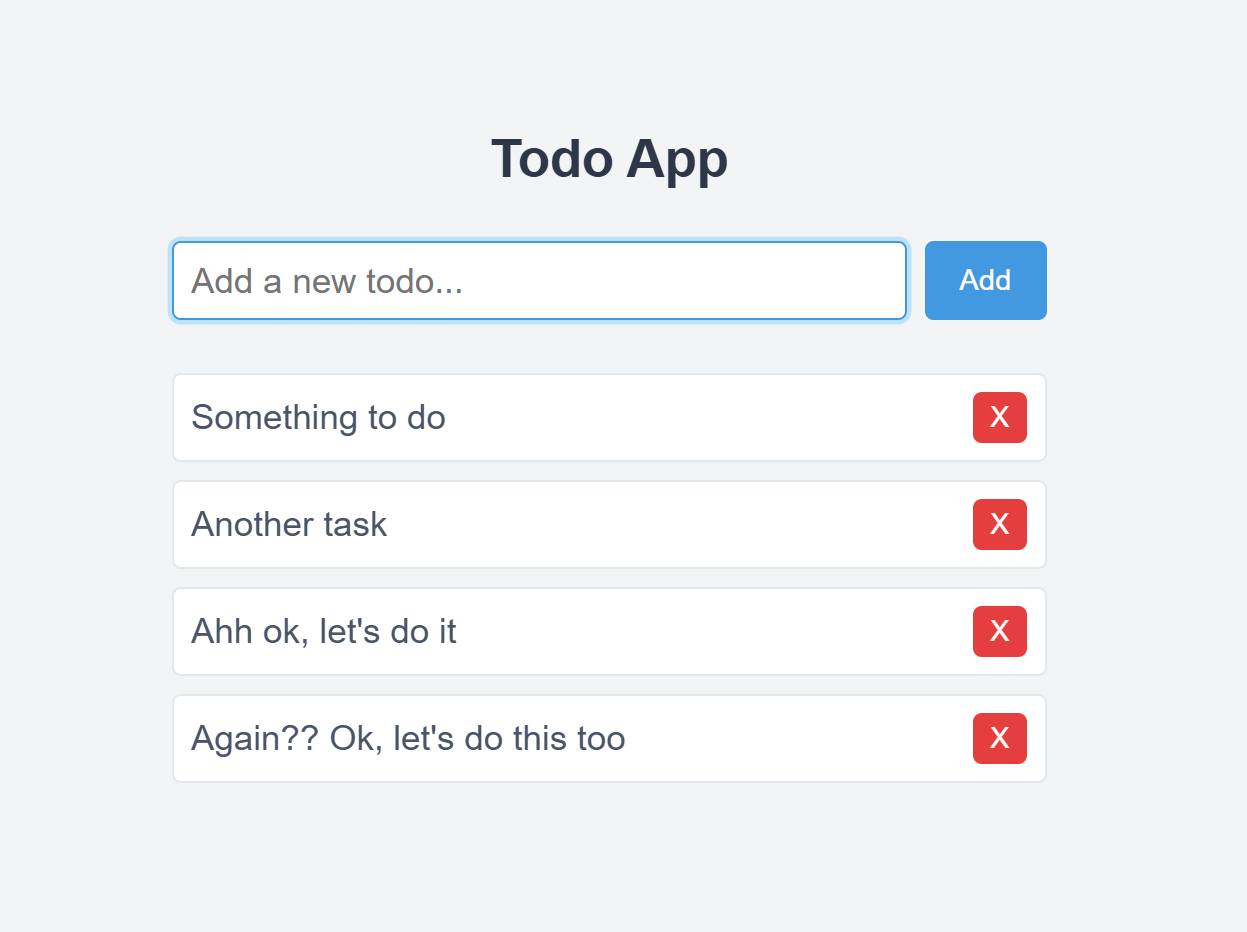 Todo App
Add a new todo...
Add
Something to do
X
Another task
X
Ahh ok, let's do it
X
Again?? Ok, let's do this too
X